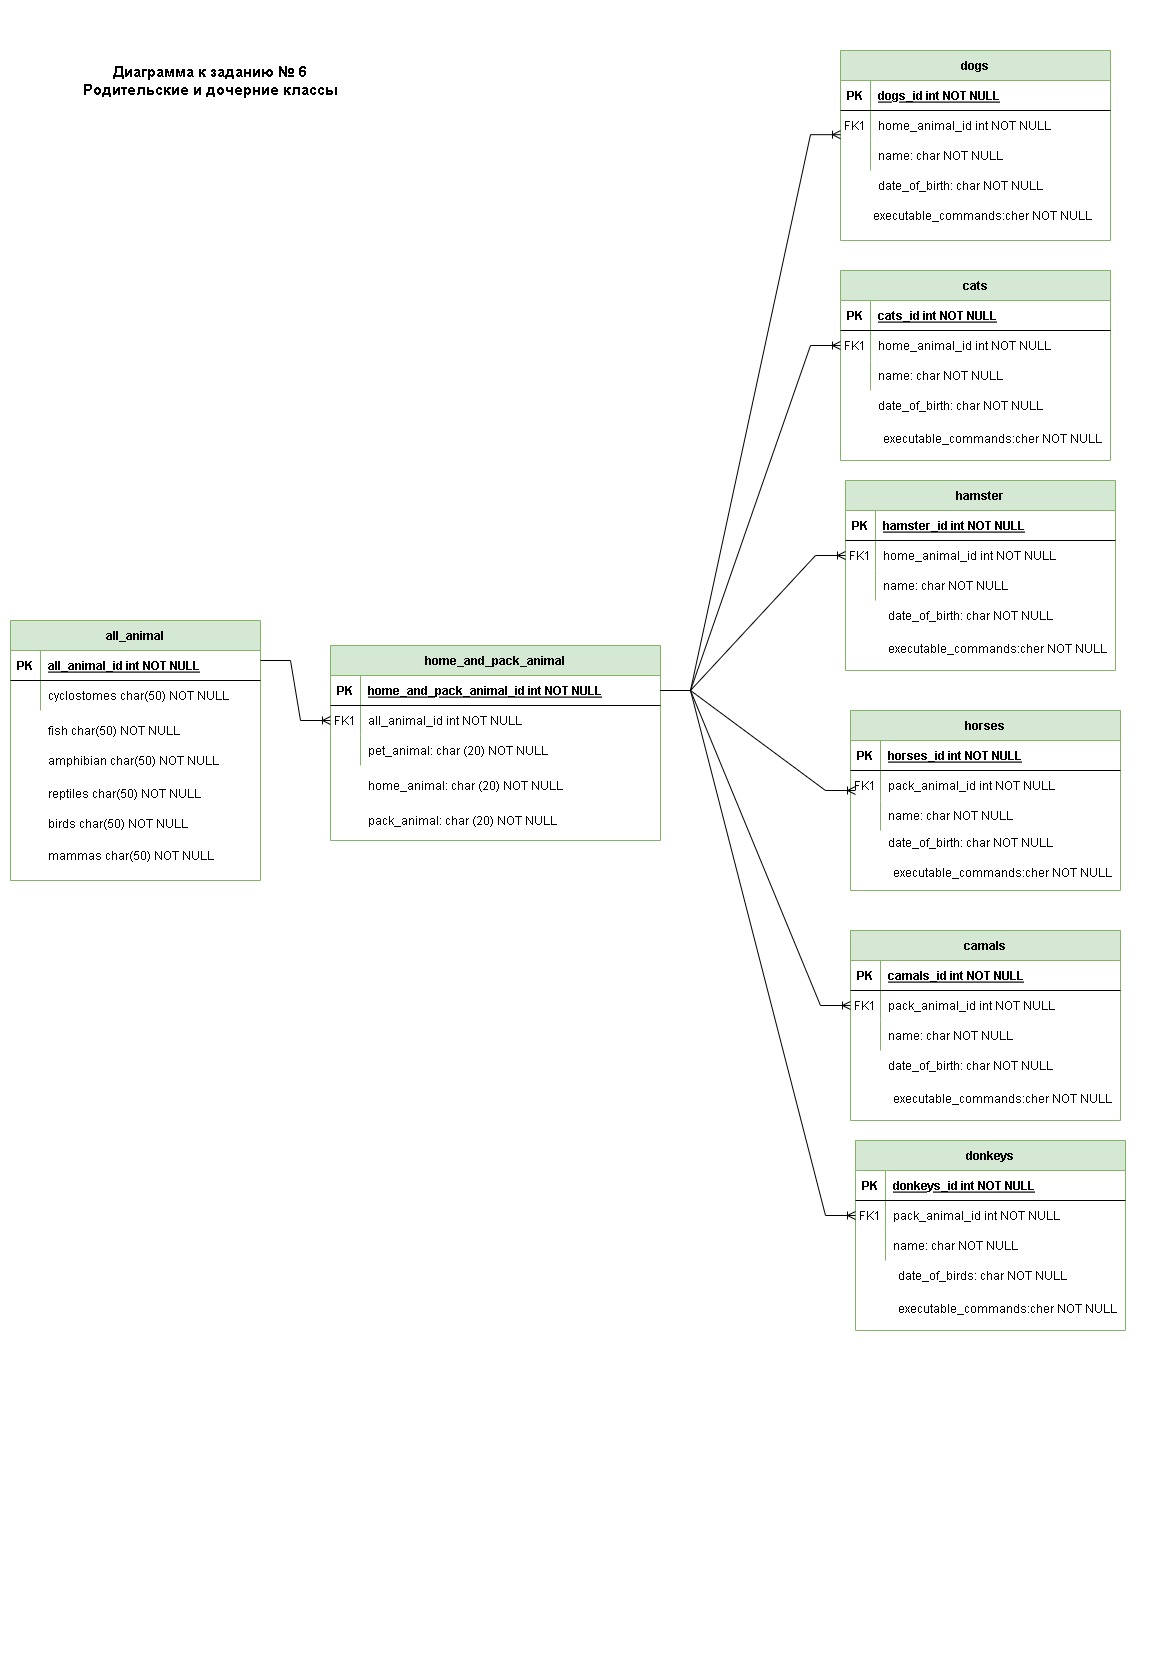 Диаграмма к заданию № 6
Родительские и дочерние классы
all_animal
PK all_animal_id int NOT NULL
cyclostomes char(50) NOT NULL
fish char(50) NOT NULL
amphibian char(50) NOT NULL
reptiles char(50) NOT NULL
birds char(50) NOT NULL
mammas char(50) NOT NULL
home_and_pack_animal
PK home_and_pack_animal_id int NOT NULL
FK1 all_animal_id int NOT NULL
pet_animal: char (20) NOT NULL
home_animal: char (20) NOT NULL
pack_animal: char (20) NOT NULL
dogs
PK dogs_id int NOT NULL
FK1 home_animal_id int NOT NULL
name: char NOT NULL
date_of_birth: char NOT NULL
executable_commands:cher NOT NULL
cats
PK cats_id int NOT NULL
FK1 home_animal_id int NOT NULL
name: char NOT NULL
date_of_birth: char NOT NULL
executable_commands:cher NOT NULL
hamster
PK hamster_id int NOT NULL
FK1 home_animal_id int NOT NULL
name: char NOT NULL
date_of_birth: char NOT NULL
executable_commands:cher NOT NULL
horses
PK horses_id int NOT NULL
FK1 pack_animal_id int NOT NULL
name: char NOT NULL
date_of_birth: char NOT NULL
executable_commands:cher NOT NULL
camals
PK camals_id int NOT NULL
FK1 pack_animal_id int NOT NULL
name: char NOT NULL
date_of_birth: char NOT NULL
executable_commands:cher NOT NULL
donkeys
PK donkeys_id int NOT NULL
FK1 pack_animal_id int NOT NULL
name: char NOT NULL
date_of_birds: char NOT NULL
executable_commands:cher NOT NULL